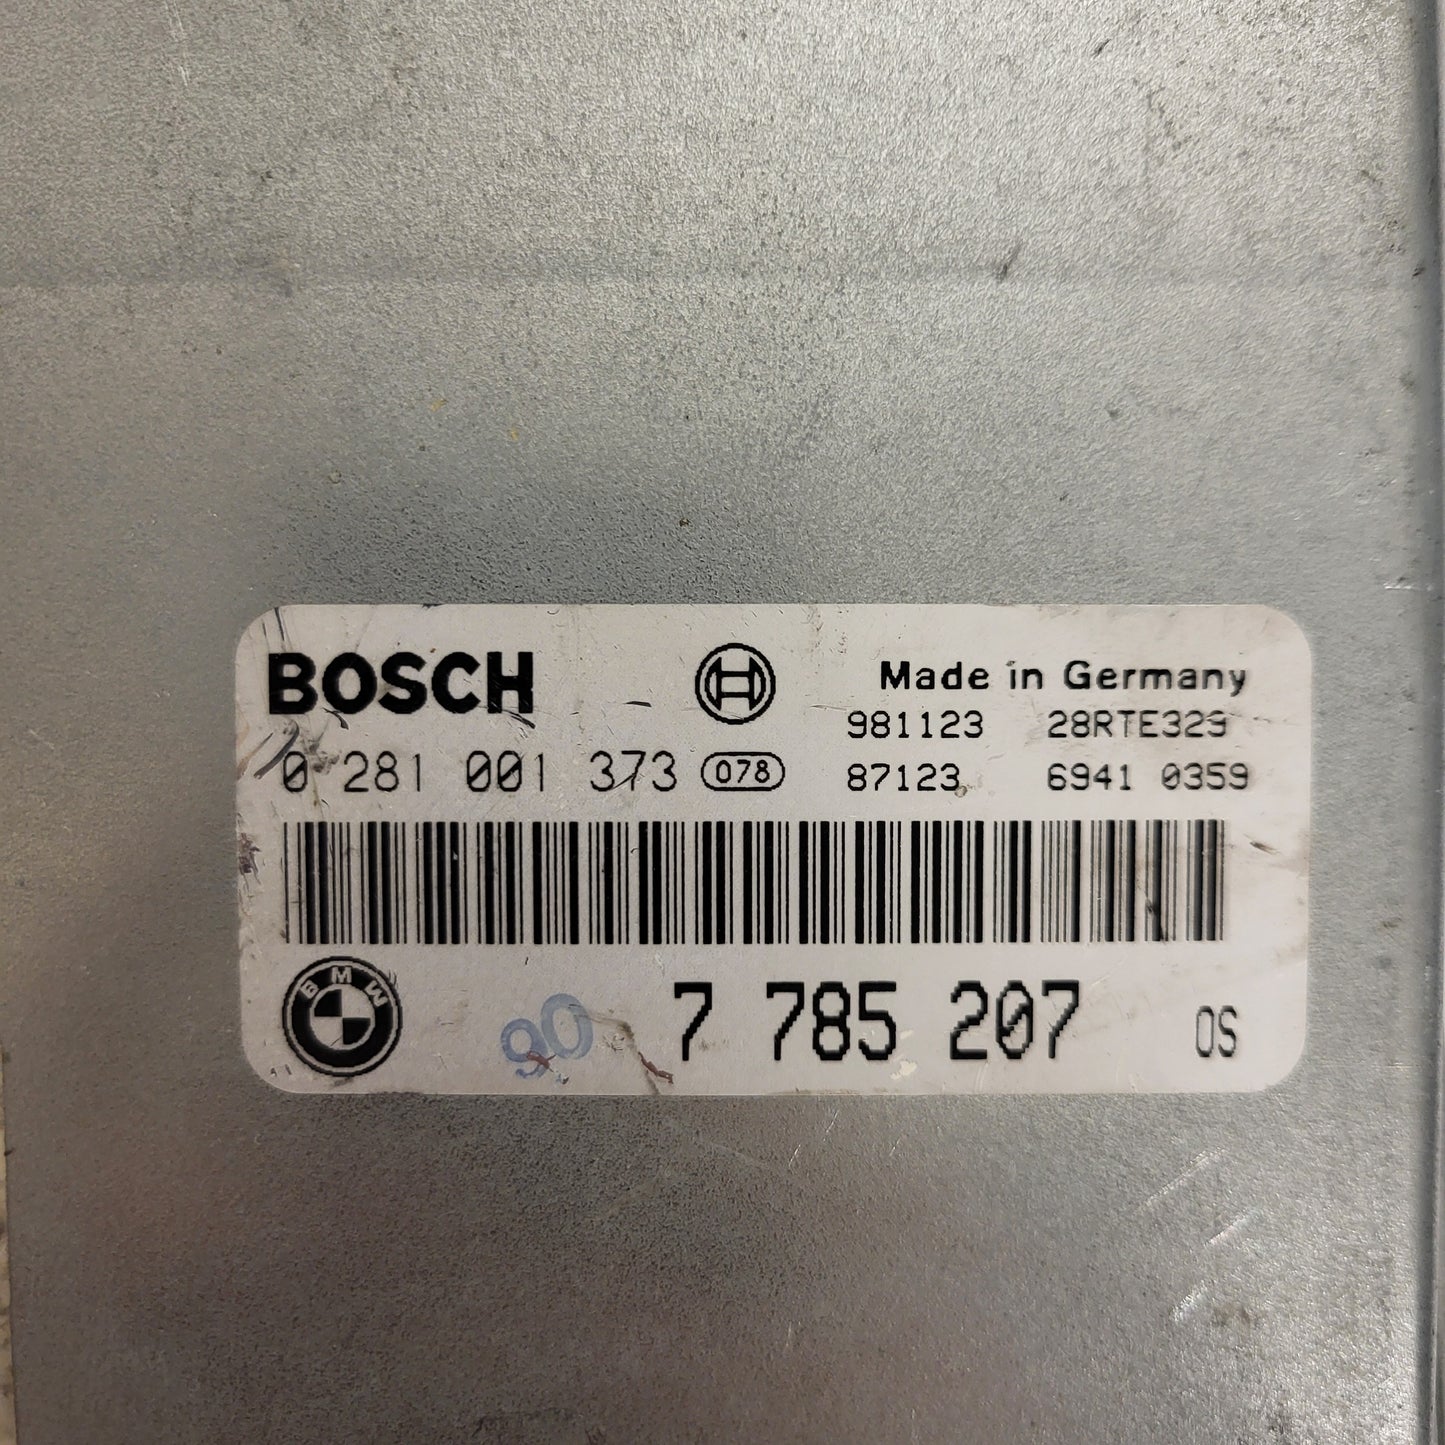 BOSCH
Made in Germany
981123 28RTE329
0 281 001 373 078
87123 6941 0359
BMW
90 7 785 207 OS